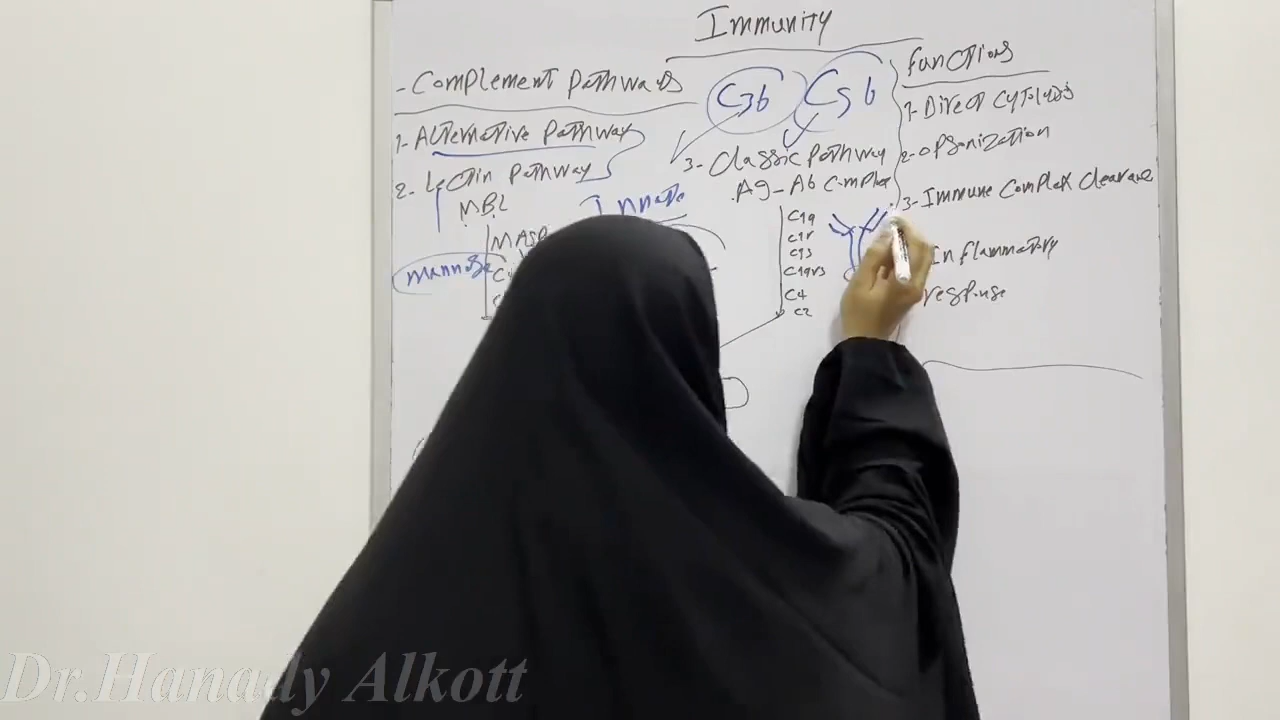 Immunity
- Complement Pathways
1- Alternative Pathway
2- Lectin Pathway
MBL
MASP
mannose
Innate
C3b
C5b
3- Classic Pathway
Ag - Ab Complex
C1q
C1r
C1s
C1qrs
C4
C2
Functions
1- Direct Cytolysis
2- Opsonization
3- Immune Complex Clearance
Inflammatory
response
Dr.Hanady Alkott